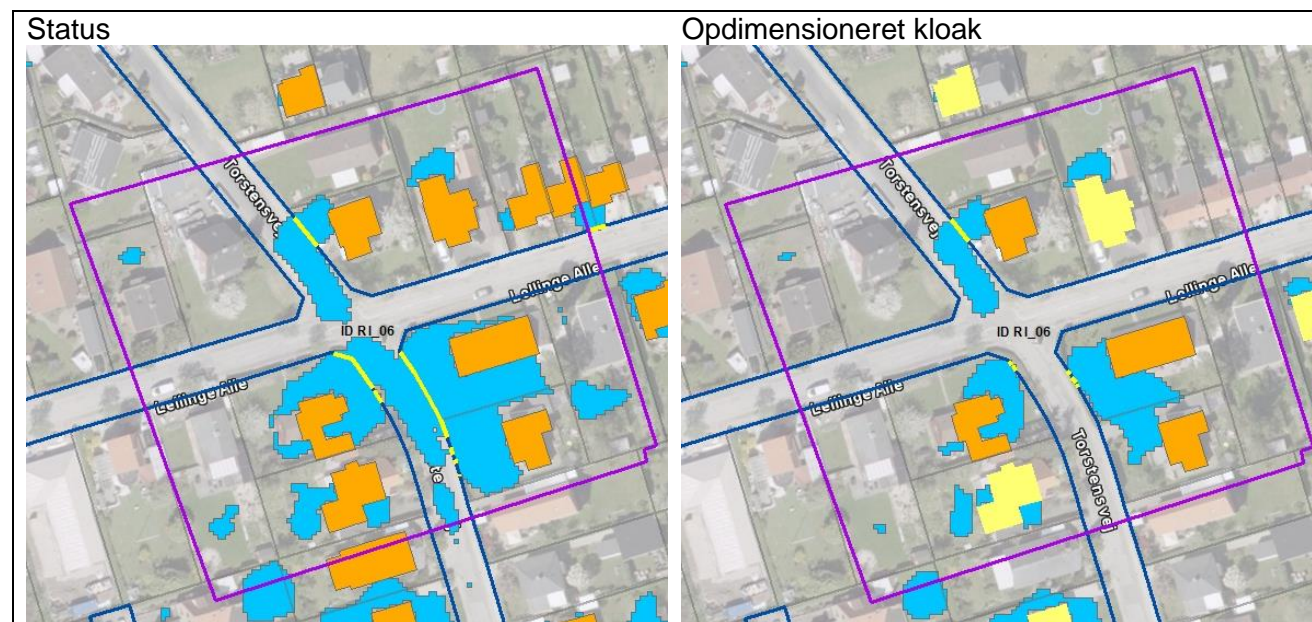 Status
Opdimensioneret kloak
Torstensvej
Torstensvej
Lellinge Alle
Lellinge Alle
ID RI_06
ID RI_06
Lellinge Alle
Lellinge Alle
te
Torstensvej